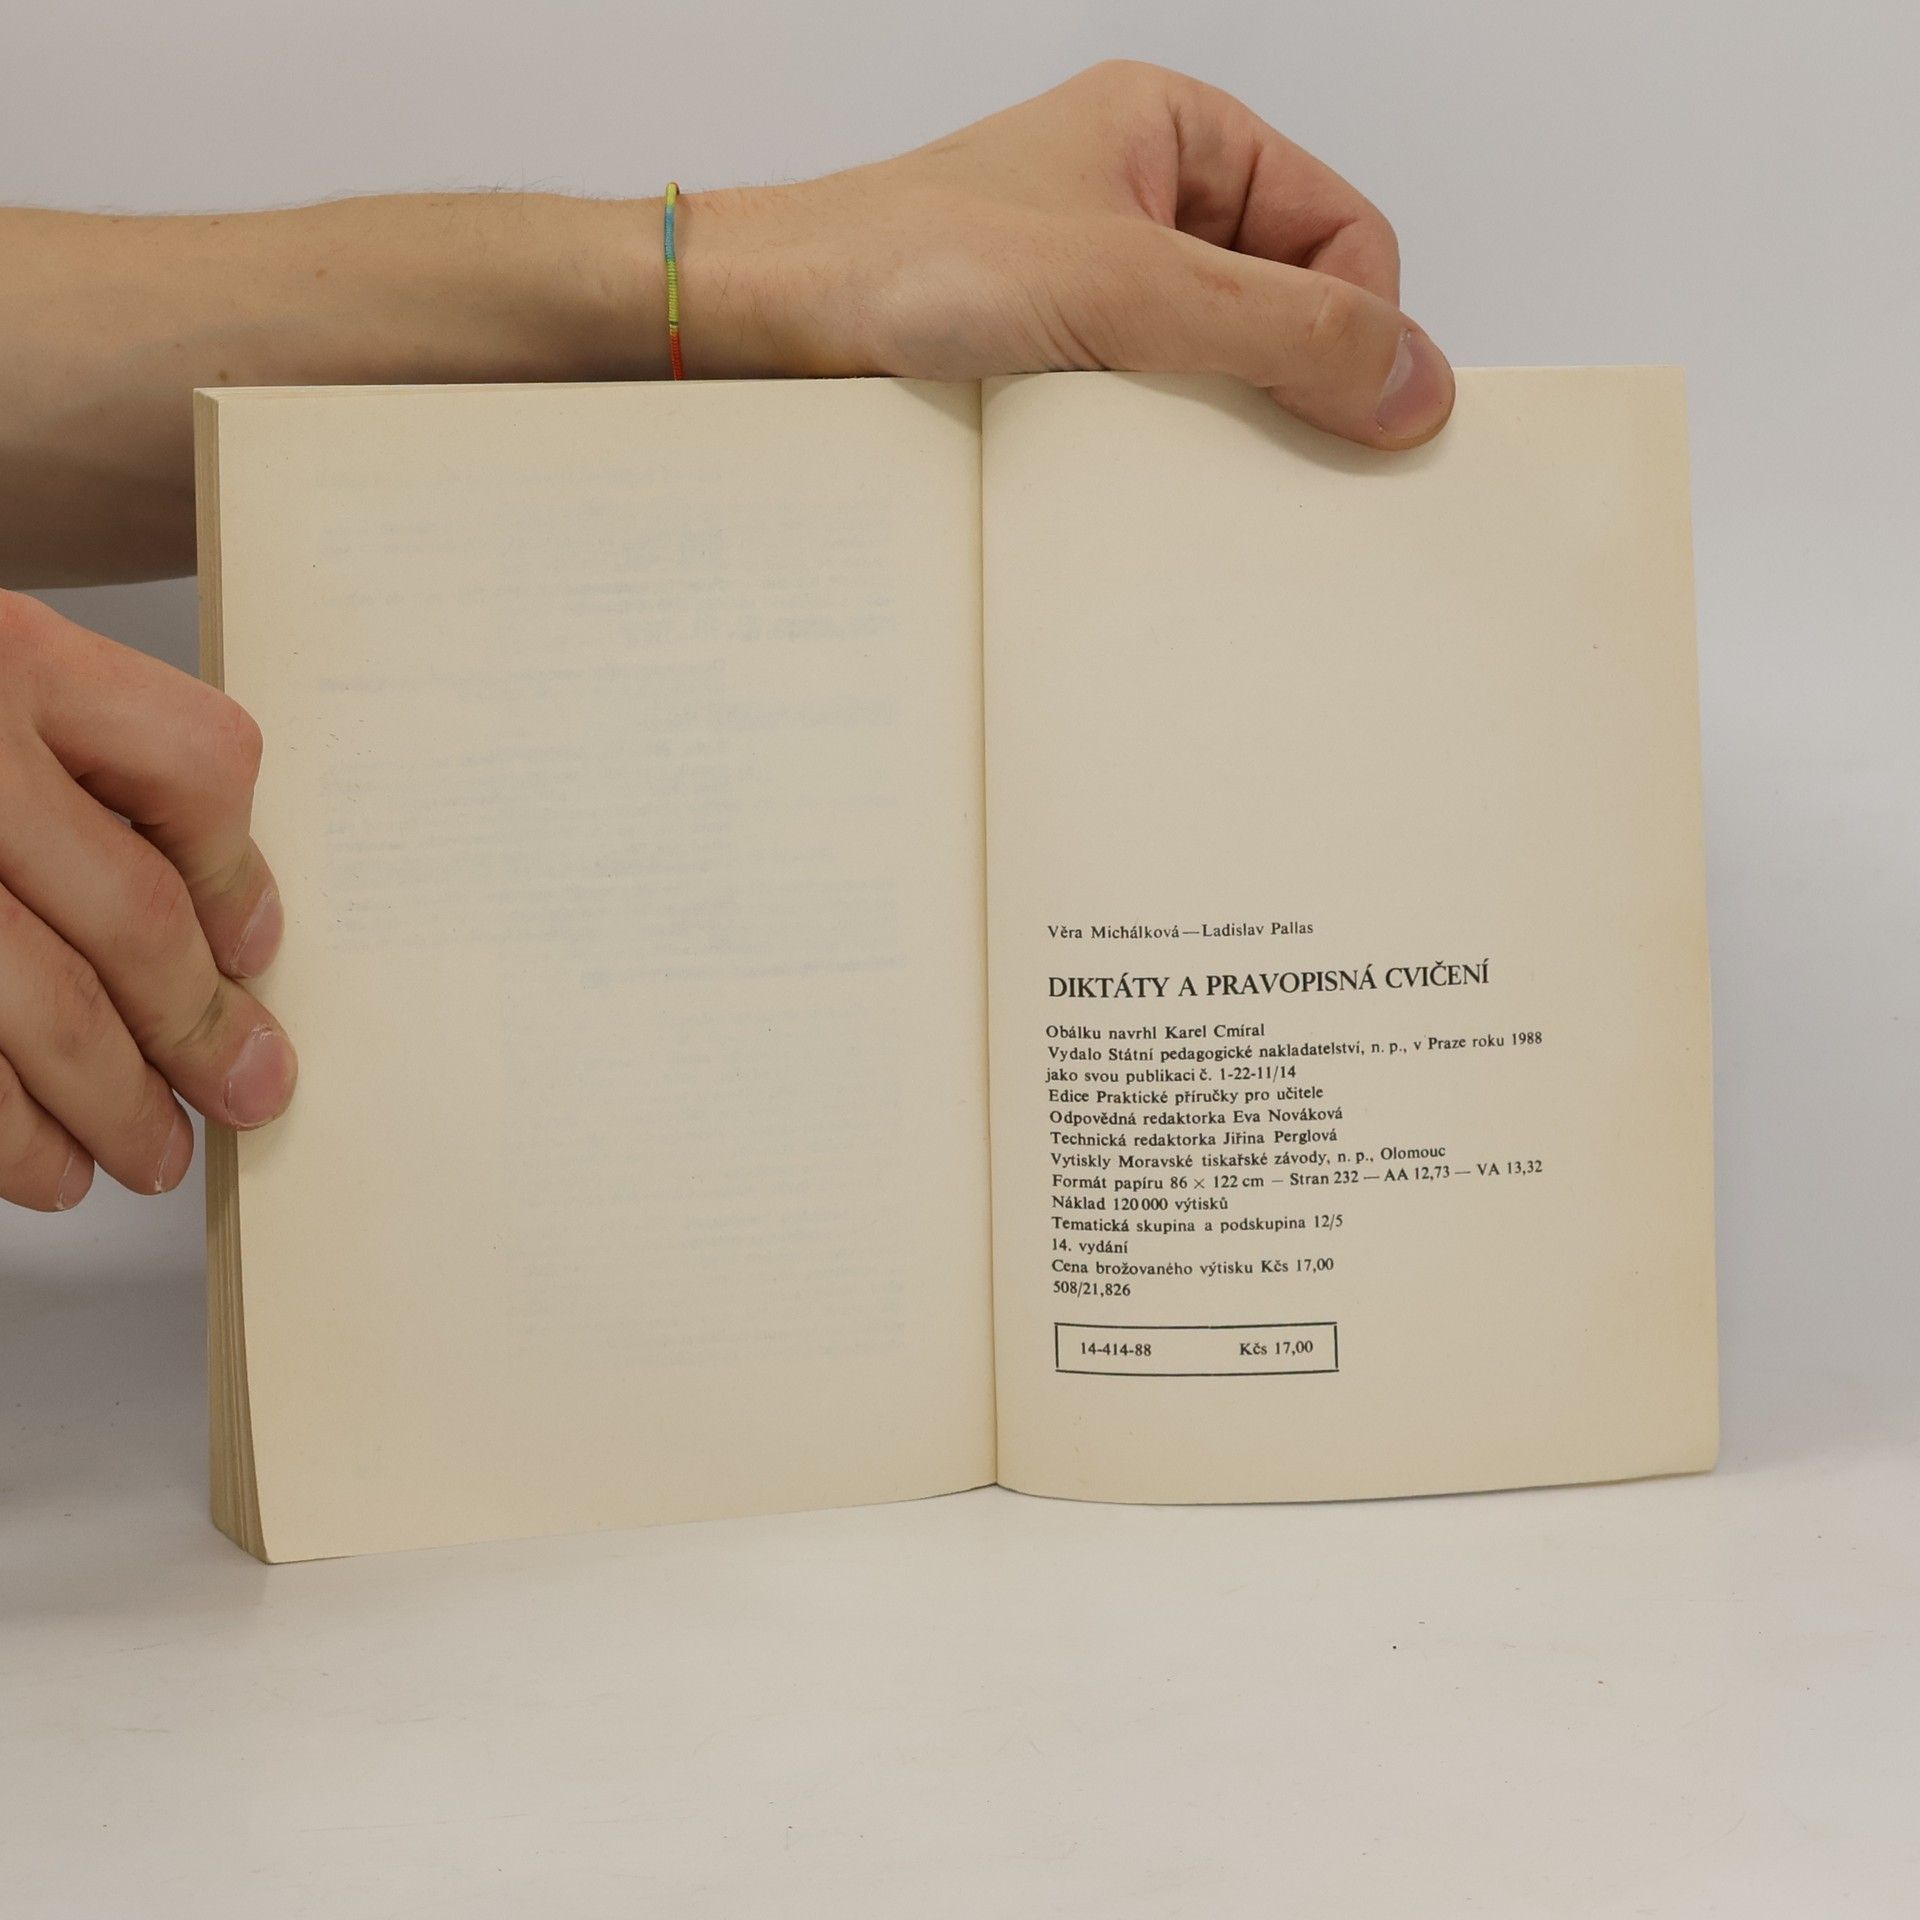 Věra Michálková—Ladislav Pallas
DIKTÁTY A PRAVOPISNÁ CVIČENÍ
Obálku navrhl Karel Cmíral
Vydalo Státní pedagogické nakladatelství, n. p., v Praze roku 1988
jako svou publikaci č. 1-22-11/14
Edice Praktické příručky pro učitele
Odpovědná redaktorka Eva Nováková
Technická redaktorka Jiřina Perglová
Vytiskly Moravské tiskařské závody, n. p., Olomouc
Formát papíru 86 × 122 cm — Stran 232 — AA 12,73 — VA 13,32
Náklad 120 000 výtisků
Tematická skupina a podskupina 12/5
14. vydání
Cena brožovaného výtisku Kčs 17,00
508/21,826
14-414-88 Kčs 17,00